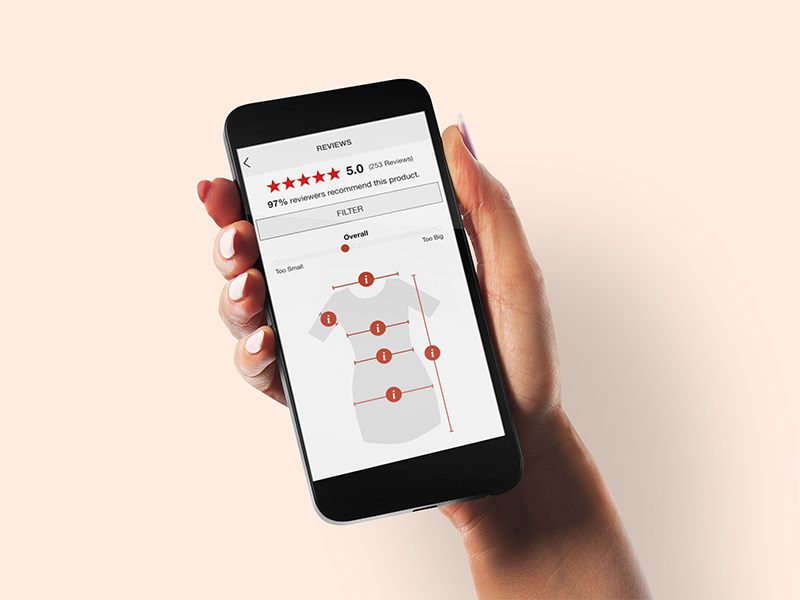 REVIEWS
5.0 (253 Reviews)
97% reviewers recommend this product.
FILTER
Overall
Too Small
Too Big
i
i
i
i
i
i